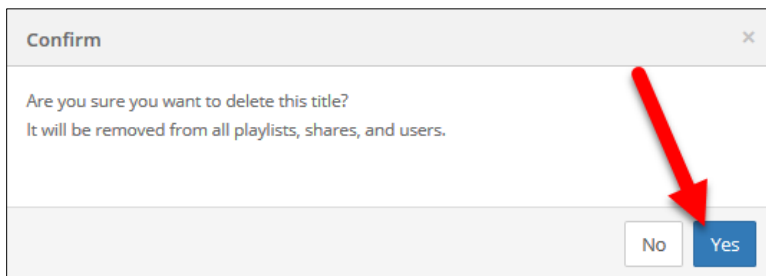 Confirm
×
Are you sure you want to delete this title?
It will be removed from all playlists, shares, and users.
No
Yes